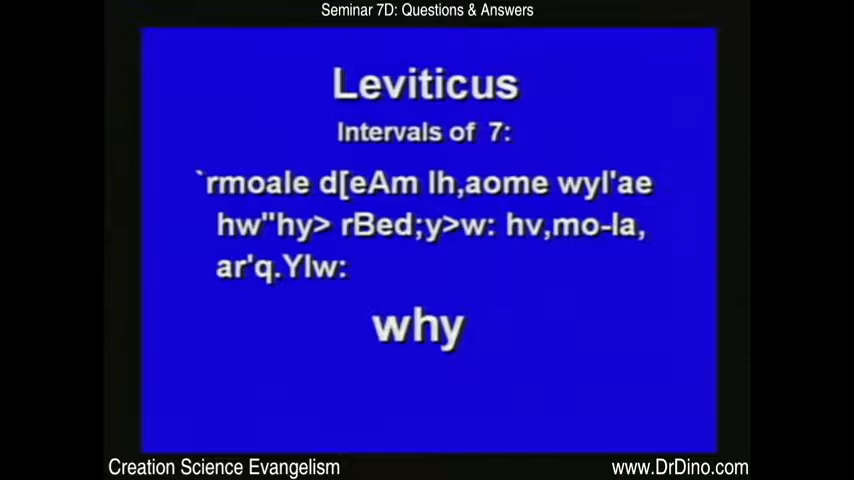 Seminar 7D: Questions & Answers
Leviticus
Intervals of 7:
`rmoale d[eAm lh,aome wyl'ae
hw"hy> rBed;y>w: hv,mo-la,
ar'q.YIw:
why
Creation Science Evangelism
www.DrDino.com